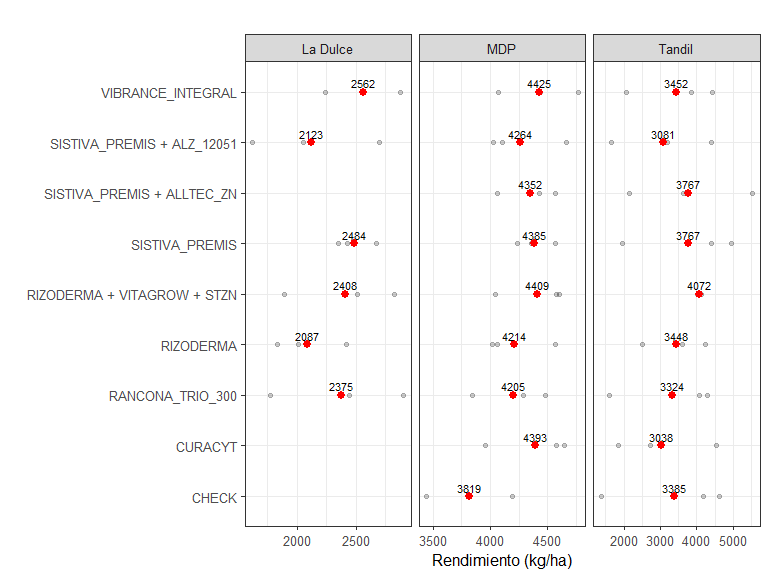 La Dulce MDP Tandil
VIBRANCE_INTEGRAL 2562 4425 3452
SISTIVA_PREMIS + ALZ_12051 2123 4264 3081
SISTIVA_PREMIS + ALLTEC_ZN 4352 3767
SISTIVA_PREMIS 2484 4385 3767
RIZODERMA + VITAGROW + STZN 2408 4409 4072
RIZODERMA 2087 4214 3448
RANCONA_TRIO_300 2375 4205 3324
CURACYT 4393 3038
CHECK 3819 3385
2000 2500 3500 4000 4500 2000 3000 4000 5000
Rendimiento (kg/ha)